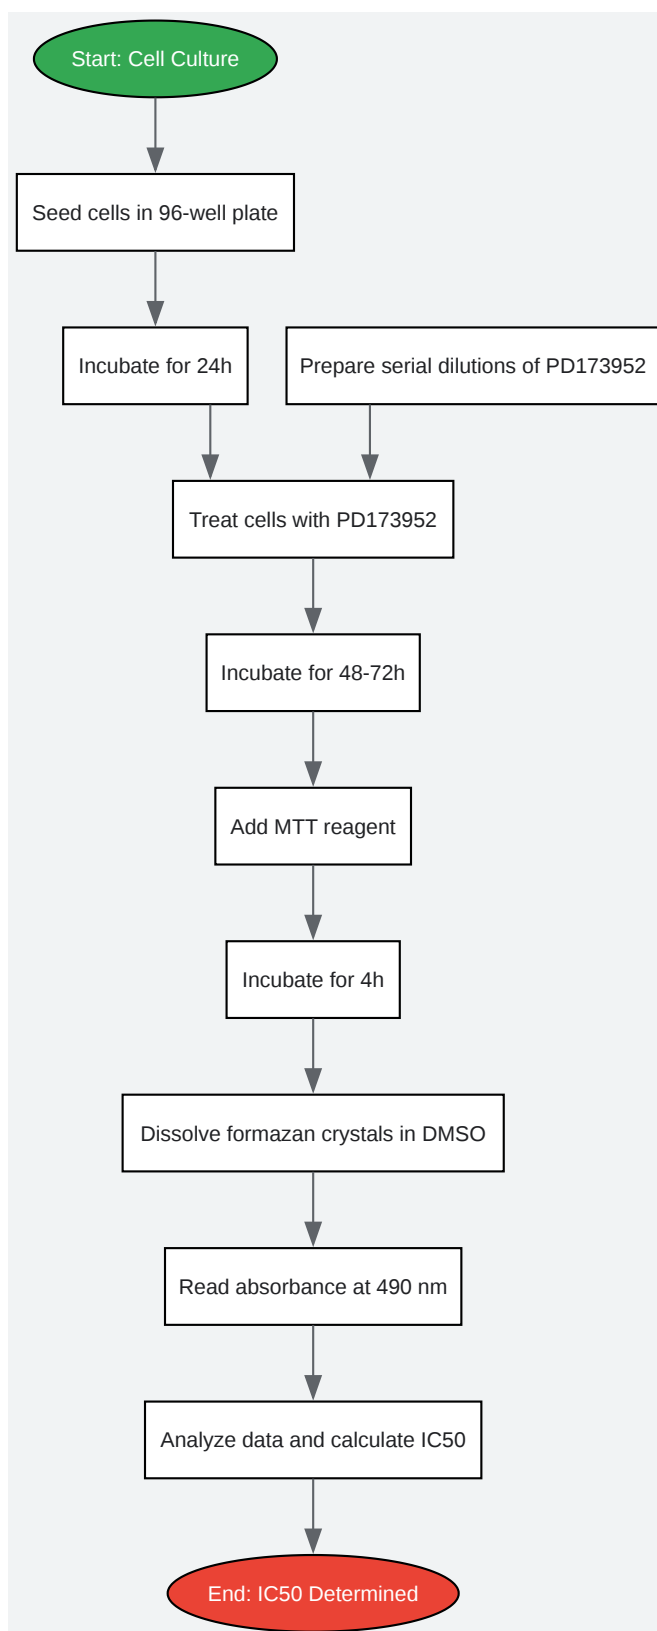 Start: Cell Culture
Seed cells in 96-well plate
Incubate for 24h
Prepare serial dilutions of PD173952
Treat cells with PD173952
Incubate for 48-72h
Add MTT reagent
Incubate for 4h
Dissolve formazan crystals in DMSO
Read absorbance at 490 nm
Analyze data and calculate IC50
End: IC50 Determined